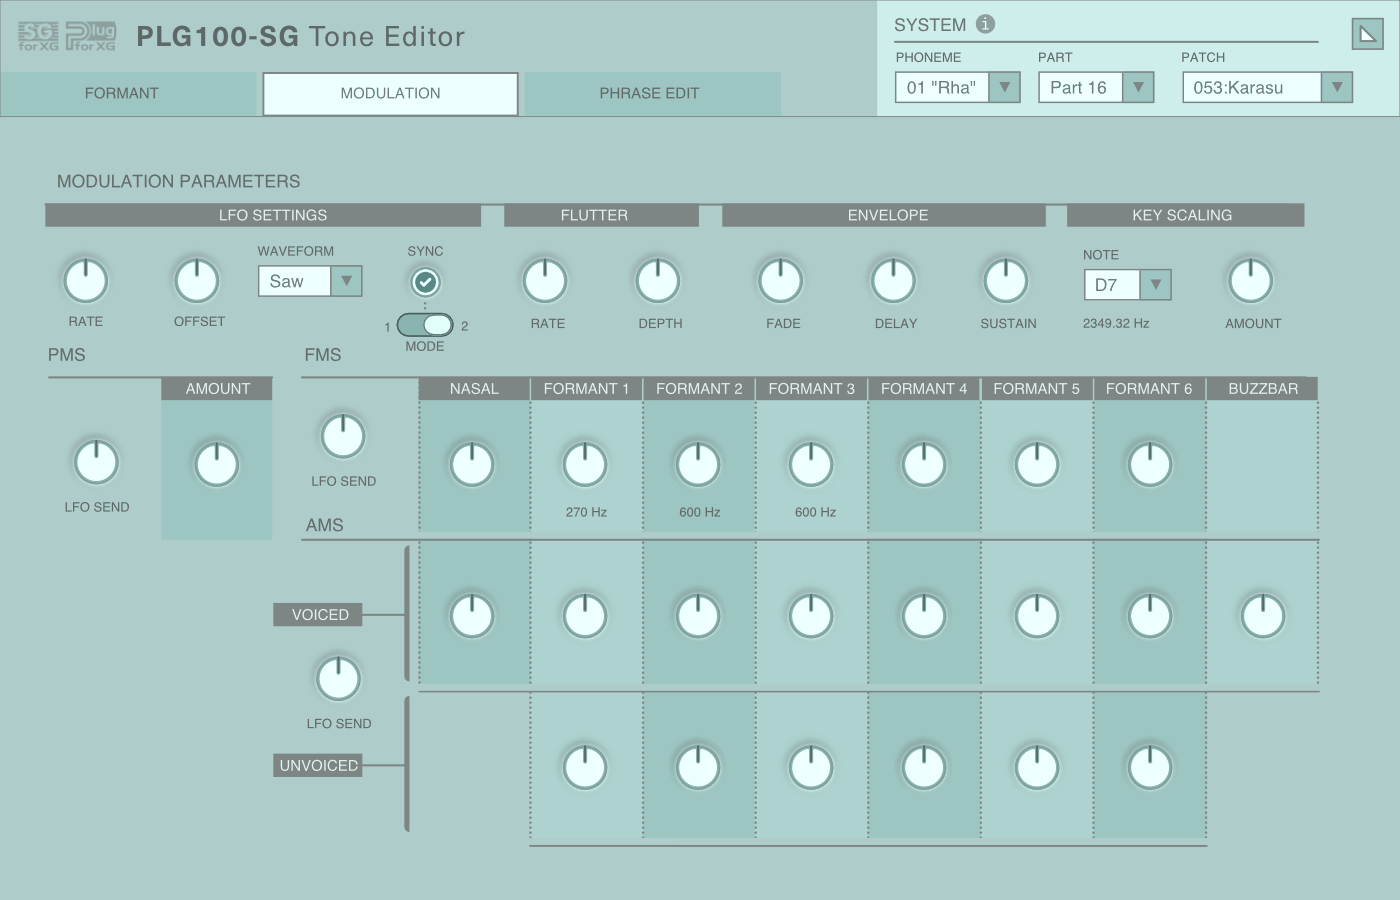 SG for XG Plug for XG PLG100-SG Tone Editor
SYSTEM i
PHONEME PART PATCH
01 "Rha" Part 16 053:Karasu
FORMANT MODULATION PHRASE EDIT
MODULATION PARAMETERS
LFO SETTINGS FLUTTER ENVELOPE KEY SCALING
WAVEFORM SYNC NOTE
Saw D7
RATE OFFSET RATE DEPTH FADE DELAY SUSTAIN 2349.32 Hz AMOUNT
1 2
MODE
PMS FMS
AMOUNT NASAL FORMANT 1 FORMANT 2 FORMANT 3 FORMANT 4 FORMANT 5 FORMANT 6 BUZZBAR
LFO SEND
LFO SEND 270 Hz 600 Hz 600 Hz
AMS
VOICED
LFO SEND
UNVOICED